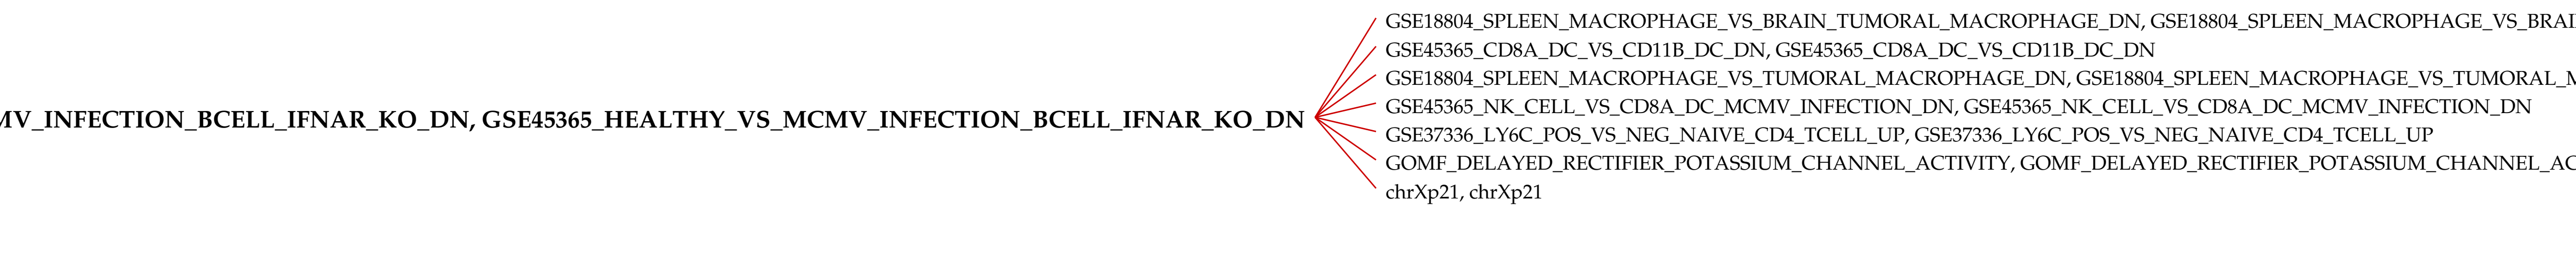 GSE18804_SPLEEN_MACROPHAGE_VS_BRAIN_TUMORAL_MACROPHAGE_DN, GSE18804_SPLEEN_MACROPHAGE_VS_BRAI
GSE45365_CD8A_DC_VS_CD11B_DC_DN, GSE45365_CD8A_DC_VS_CD11B_DC_DN
GSE18804_SPLEEN_MACROPHAGE_VS_TUMORAL_MACROPHAGE_DN, GSE18804_SPLEEN_MACROPHAGE_VS_TUMORAL_M
GSE45365_NK_CELL_VS_CD8A_DC_MCMV_INFECTION_DN, GSE45365_NK_CELL_VS_CD8A_DC_MCMV_INFECTION_DN
MV_INFECTION_BCELL_IFNAR_KO_DN, GSE45365_HEALTHY_VS_MCMV_INFECTION_BCELL_IFNAR_KO_DN
GSE37336_LY6C_POS_VS_NEG_NAIVE_CD4_TCELL_UP, GSE37336_LY6C_POS_VS_NEG_NAIVE_CD4_TCELL_UP
GOMF_DELAYED_RECTIFIER_POTASSIUM_CHANNEL_ACTIVITY, GOMF_DELAYED_RECTIFIER_POTASSIUM_CHANNEL_AC
chrXp21, chrXp21